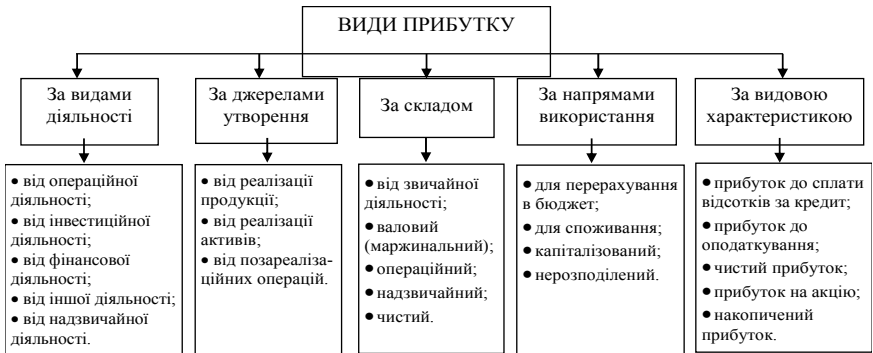 ВИДИ ПРИБУТКУ
За видами
діяльності
За джерелами
утворення
За складом
За напрямами
використання
За видовою
характеристикою
• від операційної
діяльності;
• від інвестиційної
діяльності;
• від фінансової
діяльності;
• від іншої діяльності;
• від надзвичайної
діяльності.
• від реалізації
продукції;
• від реалізації
активів;
• від позареаліза-
ційних операцій.
• від звичайної
діяльності;
• валовий
(маржинальний);
• операційний;
• надзвичайний;
• чистий.
• для перерахування
в бюджет;
• для споживання;
• капіталізований;
• нерозподілений.
• прибуток до сплати
відсотків за кредит;
• прибуток до
оподаткування;
• чистий прибуток;
• прибуток на акцію;
• накопичений
прибуток.